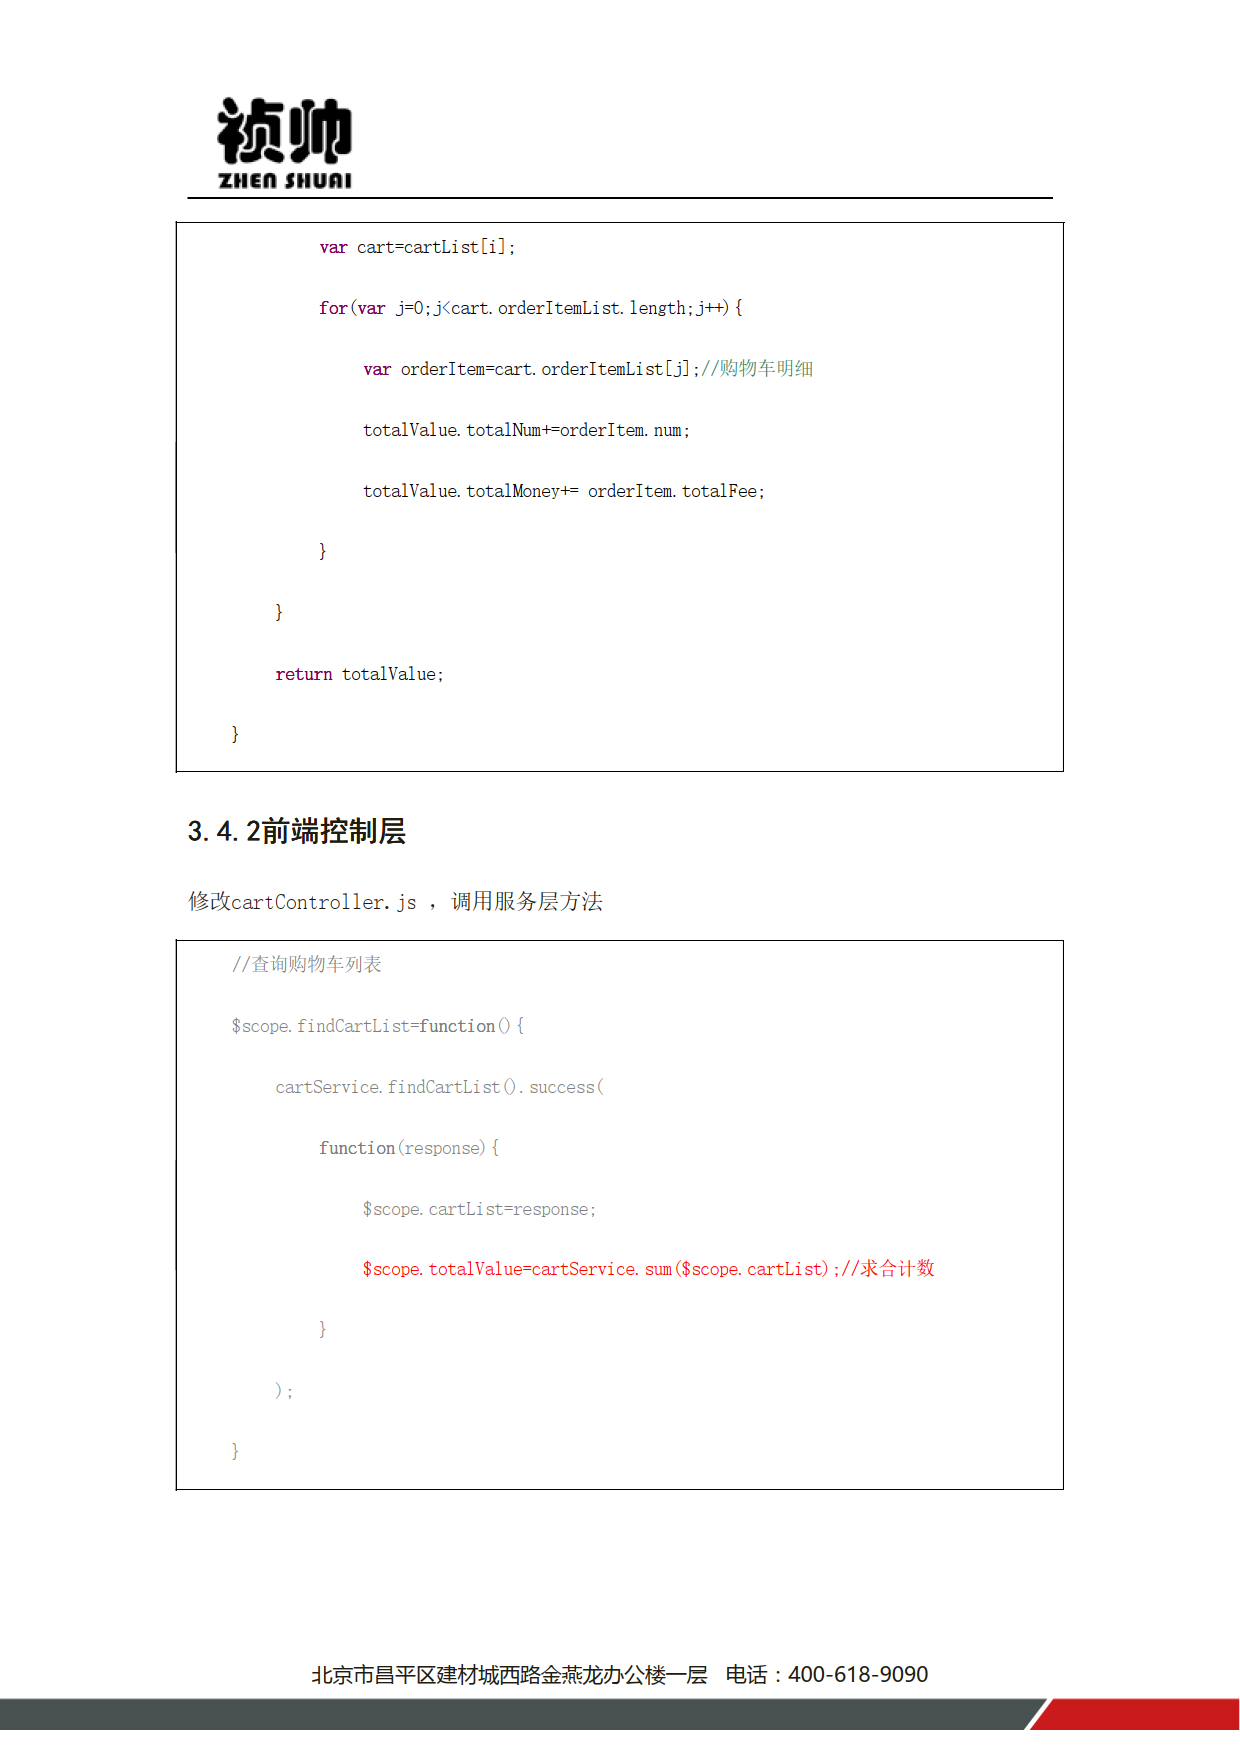 祯帅
ZHEN SHUAI
var cart=cartList[i];
for(var j=0;j<cart.orderItemList.length;j++){
var orderItem=cart.orderItemList[j];//购物车明细
totalValue.totalNum+=orderItem.num;
totalValue.totalMoney+= orderItem.totalFee;
}
}
return totalValue;
}
3.4.2前端控制层
修改cartController.js ，调用服务层方法
//查询购物车列表
$scope.findCartList=function(){
cartService.findCartList().success(
function(response){
$scope.cartList=response;
$scope.totalValue=cartService.sum($scope.cartList);//求合计数
}
);
}
北京市昌平区建材城西路金燕龙办公楼一层 电话：400-618-9090